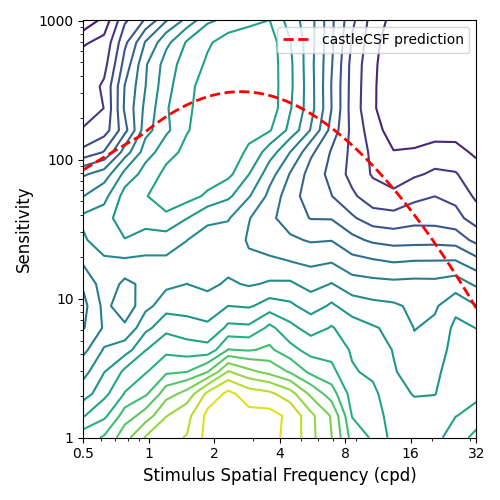 1000
castleCSF prediction
100
Sensitivity
10
1
0.5 1 2 4 8 16 32
Stimulus Spatial Frequency (cpd)